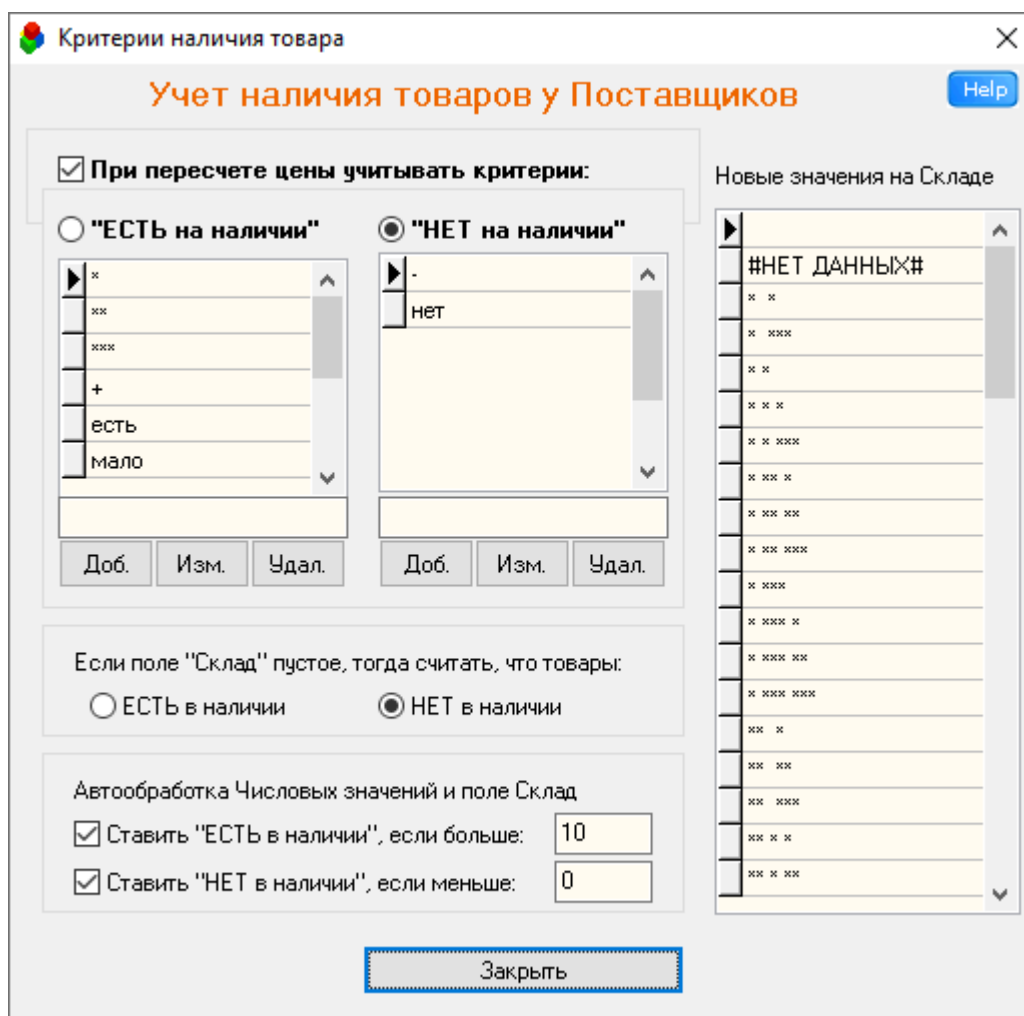 Критерии наличия товара
Учет наличия товаров у Поставщиков
Help
При пересчете цены учитывать критерии:
"ЕСТЬ на наличии"
*
**
***
+
есть
мало
Доб. Изм. Удал.
"НЕТ на наличии"
-
нет
Доб. Изм. Удал.
Если поле "Склад" пустое, тогда считать, что товары:
ЕСТЬ в наличии НЕТ в наличии
Автообработка Числовых значений и поле Склад
Ставить "ЕСТЬ в наличии", если больше: 10
Ставить "НЕТ в наличии", если меньше: 0
Новые значения на Складе
#НЕТ ДАННЫХ#
*  *
*  ***
* *
* * *
* * ***
* ** *
* ** **
* ** ***
* ***
* *** *
* *** **
* *** ***
**  *
**  **
**  ***
** * *
** * **
Закрыть